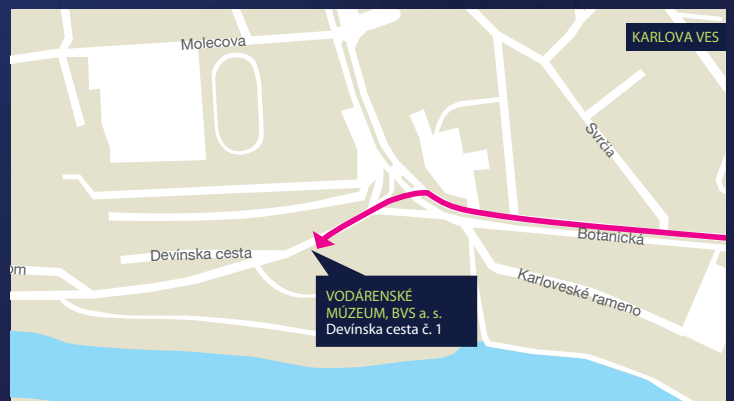 Molecova
KARLOVA VES
Svrčia
Botanická
Devínska cesta
Karloveské rameno
VODÁRENSKÉ
MÚZEUM, BVS a. s.
Devínska cesta č. 1